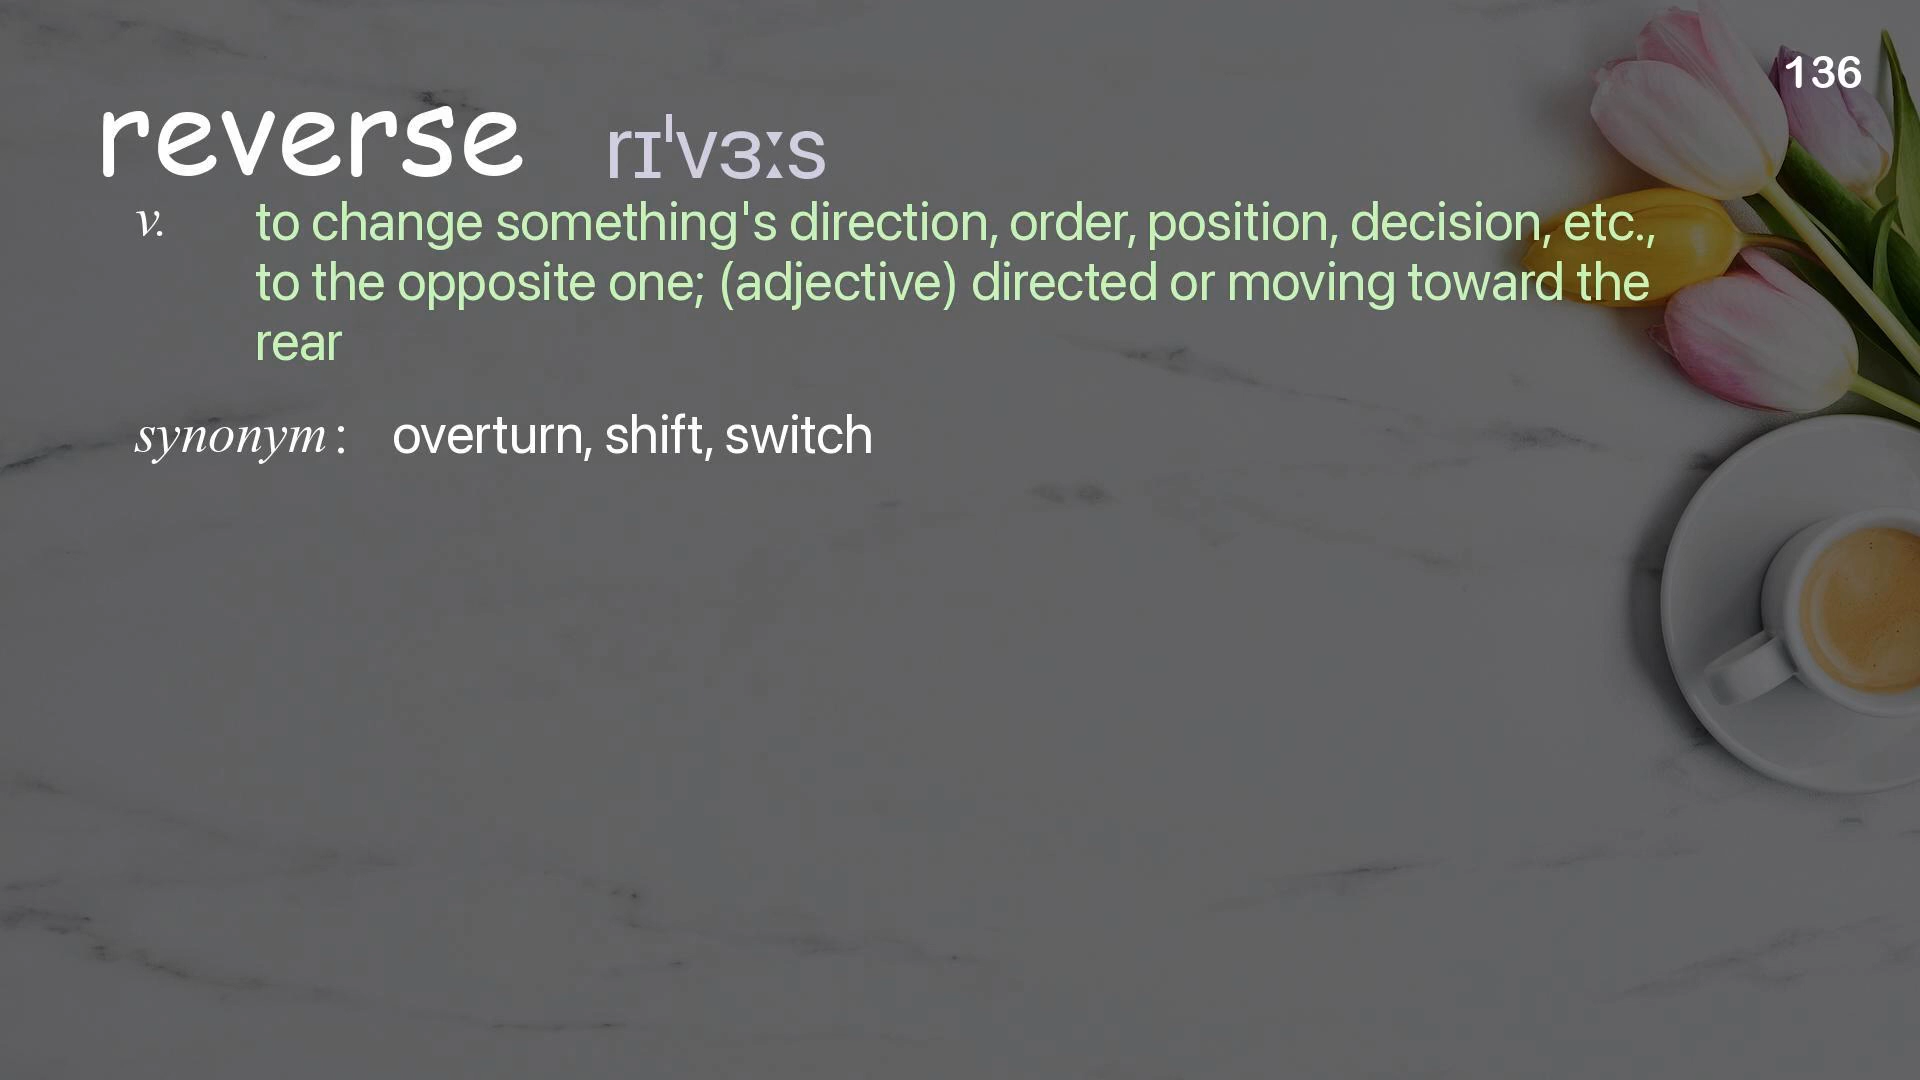 136
reverse rɪˈvɜːs
v. to change something's direction, order, position, decision, etc.,
to the opposite one; (adjective) directed or moving toward the
rear
synonym : overturn, shift, switch